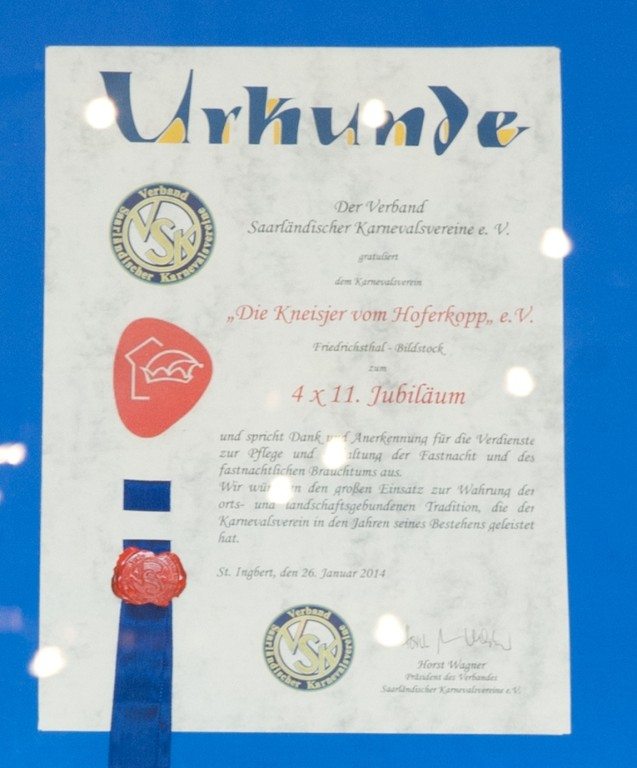 Urkunde
Verband
Saarländischer Karnevalsvereine
VSK
Der Verband
Saarländischer Karnevalsvereine e. V.
gratuliert
dem Karnevalsverein
„Die Kneisjer vom Hoferkopp„ e.V.
Friedrichsthal - Bildstock
zum
4 x 11. Jubiläum
und spricht Dank und Anerkennung für die Verdienste
zur Pflege und der Fastnacht und des
fastnachtlichen Brauchtums aus.
Wir den großen Einsatz zur Wahrung der
orts- und landschaftsgebundenen Tradition, die der
Karnevalsverein in den Jahren seines Bestehens geleistet
hat.
St. Ingbert, den 26. Januar 2014
Verband
Saarländischer Karnevalsvereine
VSK
Horst Wagner
Präsident des Verbandes
Saarländischer Karnevalsvereine e.V.